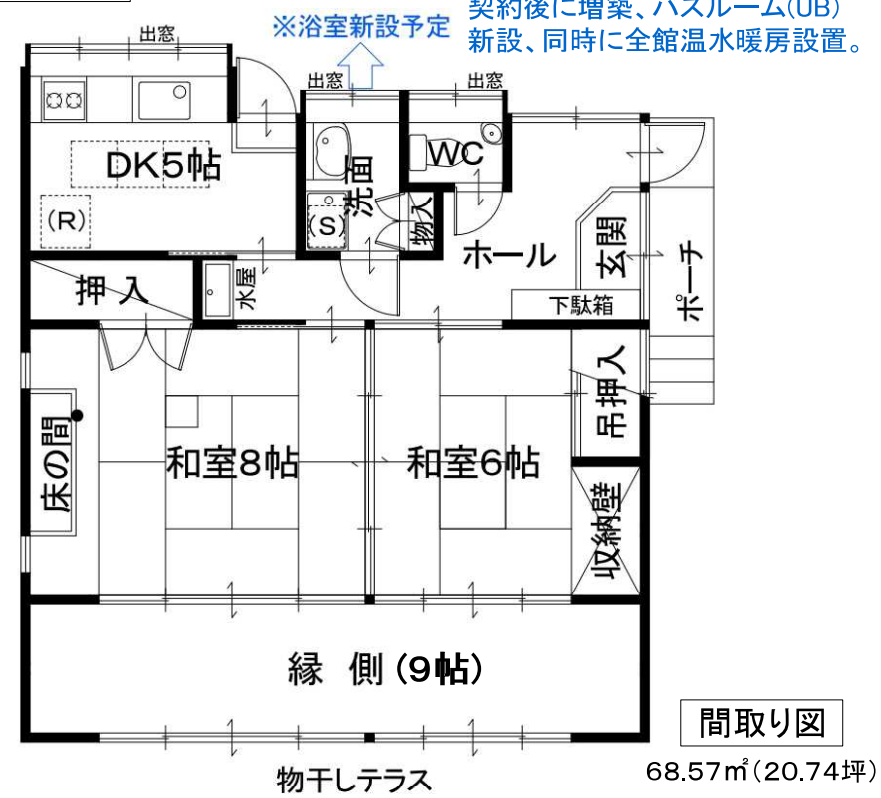 契約後に増築、バスルーム(UB)
新設、同時に全館温水暖房設置。
※浴室新設予定
出窓
出窓
出窓
DK5帖
(R)
洗面
(S)
物入
WC
ホール
玄関
下駄箱
ポーチ
押入
水屋
床の間
和室8帖
和室6帖
吊押入
収納壁
縁 側 (9帖)
物干しテラス
間取り図
68.57㎡(20.74坪)